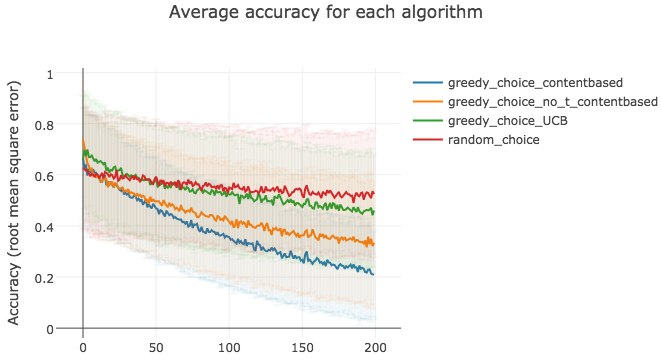 Average accuracy for each algorithm
Accuracy (root mean square error)
1
0.8
0.6
0.4
0.2
0
0 50 100 150 200
greedy_choice_contentbased
greedy_choice_no_t_contentbased
greedy_choice_UCB
random_choice